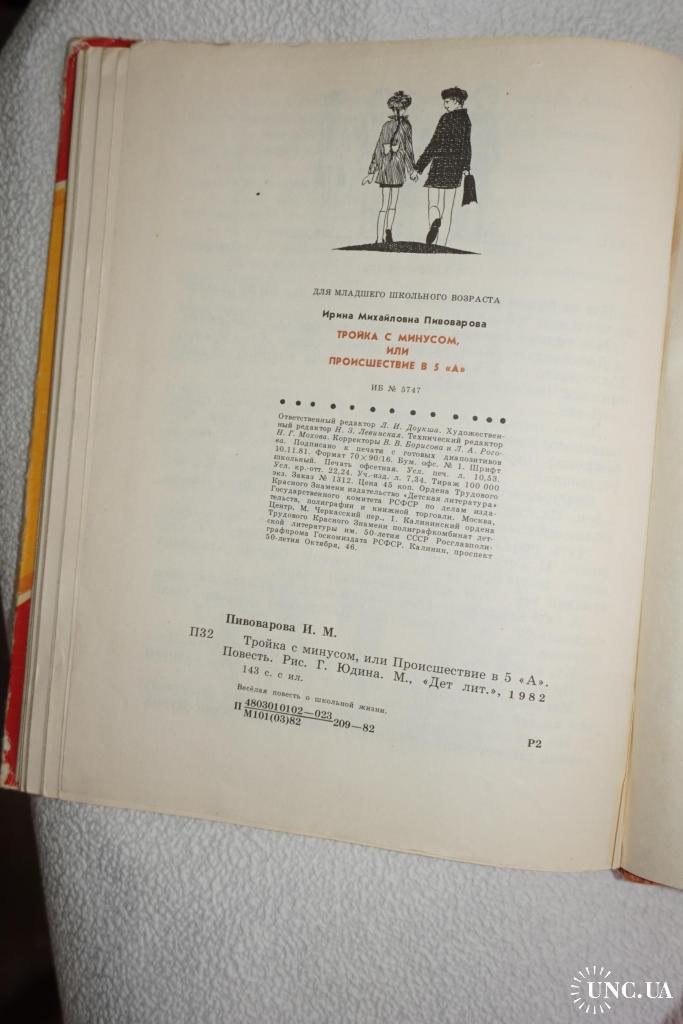 ДЛЯ МЛАДШЕГО ШКОЛЬНОГО ВОЗРАСТА
Ирина Михайловна Пивоварова
ТРОЙКА С МИНУСОМ,
ИЛИ
ПРОИСШЕСТВИЕ В 5 «А»
ИБ № 5747
Ответственный редактор Л. И. Доукша. Художествен-
ный редактор Н. З. Левинская. Технический редактор
Н. Г. Мохова. Корректоры В. В. Борисова и Л. А. Рого-
ва. Подписано к печати с готовых диапозитивов
10.11.81. Формат 70×90/16. Бум. офс. № 1. Шрифт
школьный. Печать офсетная. Усл. печ. л. 10,53.
Усл. кр.-отт. 22,24. Уч.-изд. л. 7,34. Тираж 100 000
экз. Заказ № 1312. Цена 45 коп. Ордена Трудового
Красного Знамени издательство «Детская литература»
Государственного комитета РСФСР по делам изда-
тельств, полиграфии и книжной торговли. Москва,
Центр, М. Черкасский пер., 1. Калининский ордена
Трудового Красного Знамени полиграфкомбинат дет-
ской литературы им. 50-летия СССР Росглавполи-
графпрома Госкомиздата РСФСР. Калинин, проспект
50-летия Октября, 46.
Пивоварова И. М.
П32 Тройка с минусом, или Происшествие в 5 «А».
Повесть. Рис. Г. Юдина. М., «Дет лит.», 1982
143 с. с ил.
Весёлая повесть о школьной жизни.
П 4803010102—023 209—82
М101(03)82
Р2
UNC.UA